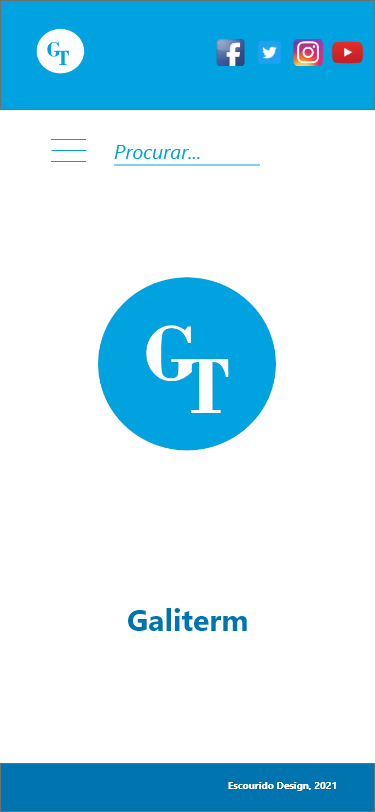 GT
Procurar...
GT
Galiterm
Escourido Design, 2021